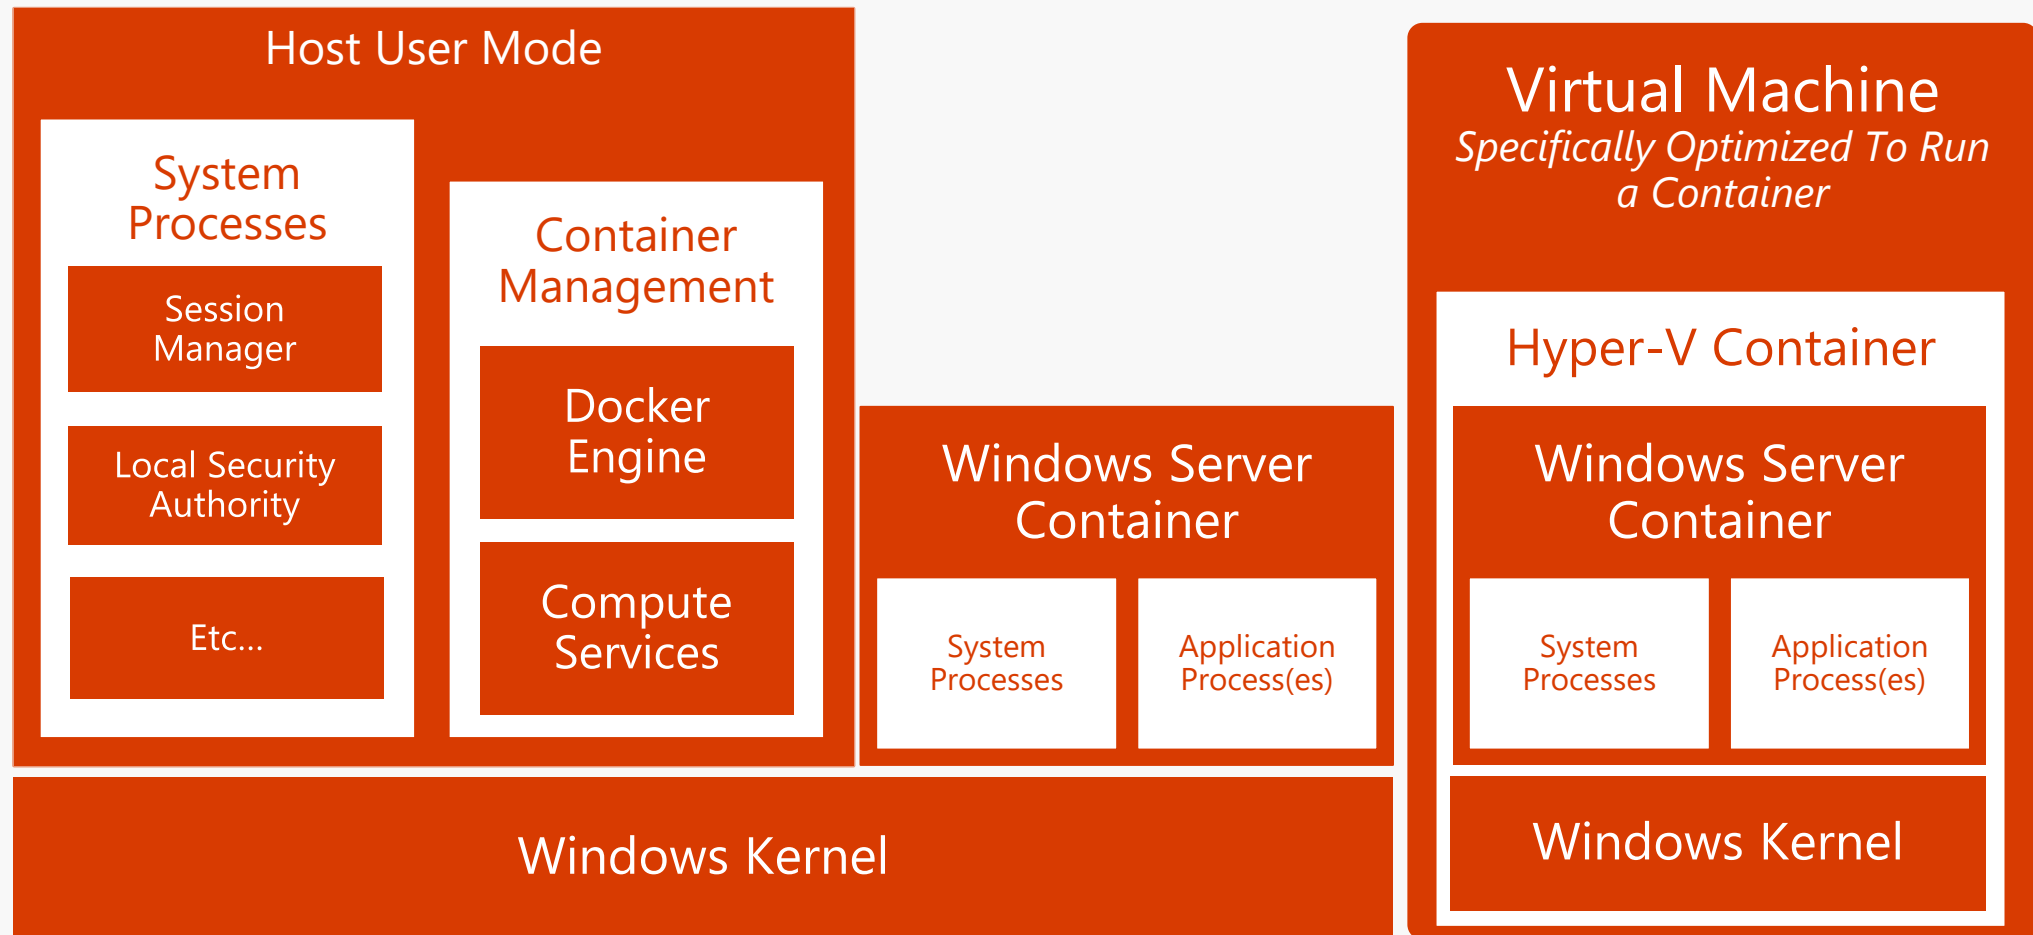 Host User Mode
System
Processes
Session
Manager
Local Security
Authority
Etc...
Container
Management
Docker
Engine
Compute
Services
Windows Server
Container
System
Processes
Application
Process(es)
Windows Kernel
Virtual Machine
Specifically Optimized To Run
a Container
Hyper-V Container
Windows Server
Container
System
Processes
Application
Process(es)
Windows Kernel